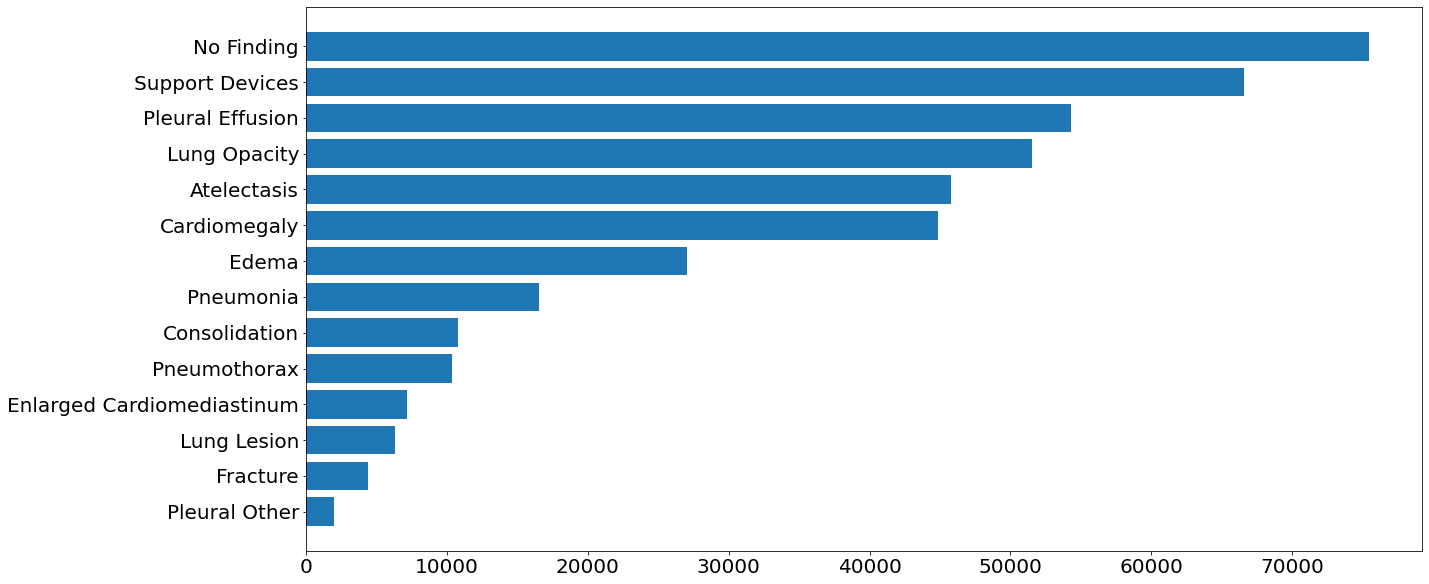 No Finding
Support Devices
Pleural Effusion
Lung Opacity
Atelectasis
Cardiomegaly
Edema
Pneumonia
Consolidation
Pneumothorax
Enlarged Cardiomediastinum
Lung Lesion
Fracture
Pleural Other
0 10000 20000 30000 40000 50000 60000 70000